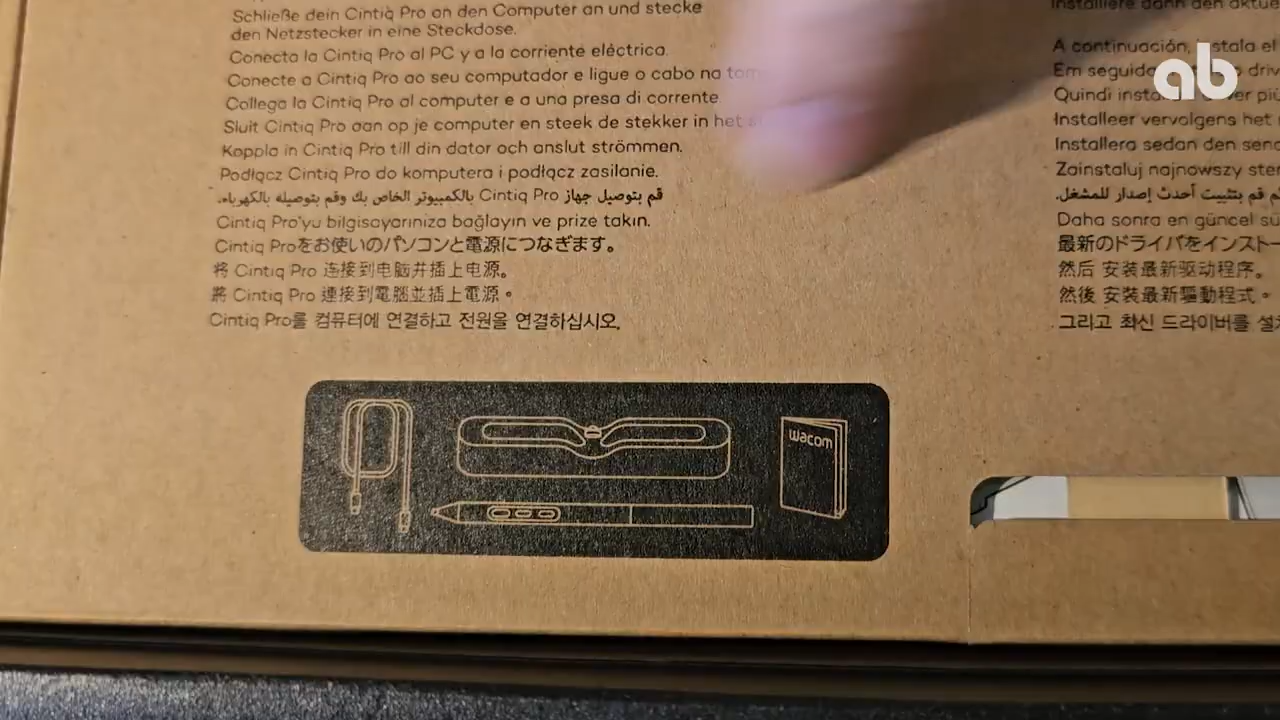 Schließe dein Cintiq Pro an den Computer an und stecke
den Netzstecker in eine Steckdose.
Conecta la Cintiq Pro al PC y a la corriente eléctrica.
Conecte a Cintiq Pro ao seu computador e ligue o cabo na
Collega la Cintiq Pro al computer e a una presa di corrente
Sluit Cintiq Pro aan op je computer en steek de stekker in het
Koppla in Cintiq Pro till din dator och anslut strömmen.
Podłącz Cintiq Pro do komputera i podłącz zasilanie.
قم بتوصيل جهاز Cintiq Pro بالكمبيوتر الخاص بك وقم بتوصيله بالكهرباء.
Cintiq Pro'yu bilgisayarınıza bağlayın ve prize takın.
Cintiq Proをお使いのパソコンと電源につなぎます。
将 Cintiq Pro 连接到电脑并插上电源。
將 Cintiq Pro 連接到電腦並插上電源。
Cintiq Pro를 컴퓨터에 연결하고 전원을 연결하십시오.
wacom
Installiere dann den
A continuación, el
Em seguida
Quindi più
Installeer vervolgens het
Installera sedan den
Zainstaluj najnowszy
قم بتثبيت أحدث إصدار للمشغل.
Daha sonra en güncel
最新のドライバをインストー
然后 安装最新驱动程序。
然後 安裝最新驅動程式。
그리고 최신 드라이버를
ab